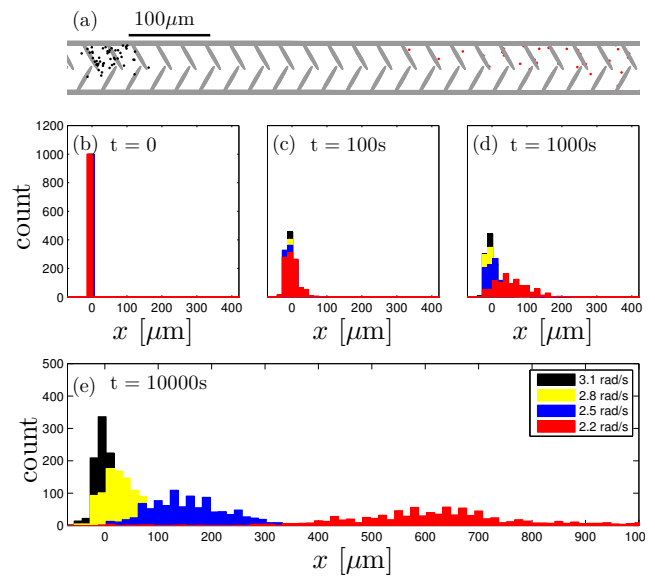 (a) 100μm
(b) t = 0
(c) t = 100s
(d) t = 1000s
count
1200
1000
800
600
400
200
0
0 100 200 300 400
0 100 200 300 400
0 100 200 300 400
x [μm]
x [μm]
x [μm]
(e) t = 10000s
count
500
400
300
200
100
0
3.1 rad/s
2.8 rad/s
2.5 rad/s
2.2 rad/s
0 100 200 300 400 500 600 700 800 900 1000
x [μm]